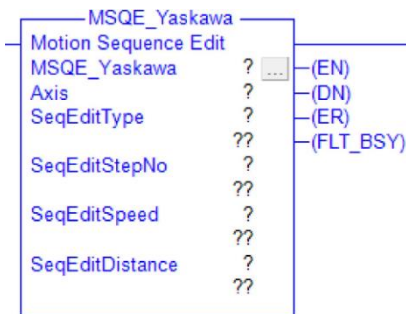 MSQE_Yaskawa
Motion Sequence Edit
MSQE_Yaskawa ? ... (EN)
Axis ? (DN)
SeqEditType ? (ER)
?? (FLT_BSY)
SeqEditStepNo ?
??
SeqEditSpeed ?
??
SeqEditDistance ?
??